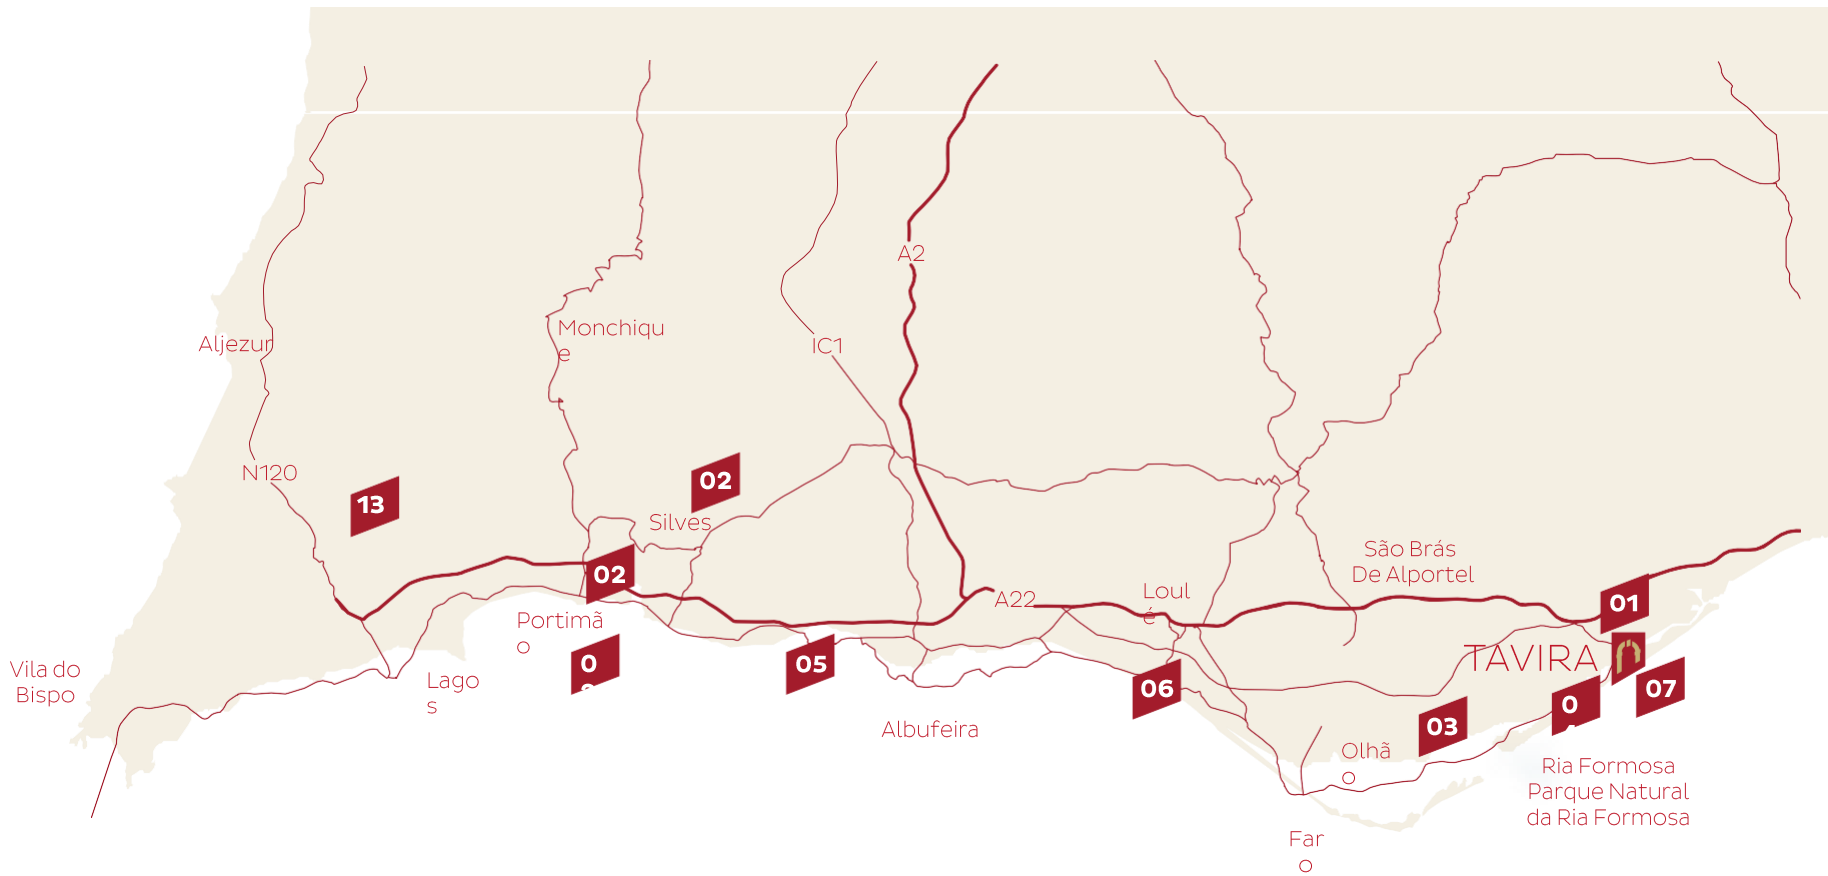 A2
Monchiqu
e
Aljezur
IC1
N120
02
13
Silves
São Brás
De Alportel
02
Loul
é
A22
01
Portimã
o
TAVIRA
0
05
Vila do
Bispo
Lago
s
06
07
0
03
Albufeira
Olhã
o
Ria Formosa
Parque Natural
da Ria Formosa
Far
o